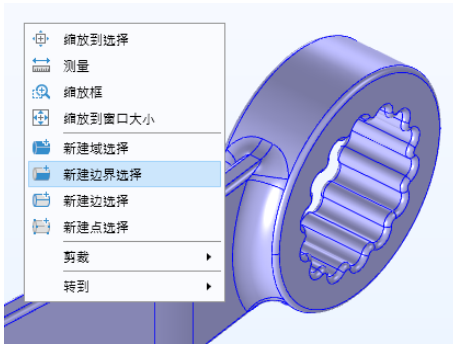 缩放到选择
测量
缩放框
缩放到窗口大小
新建域选择
新建边界选择
新建边选择
新建点选择
剪裁
转到